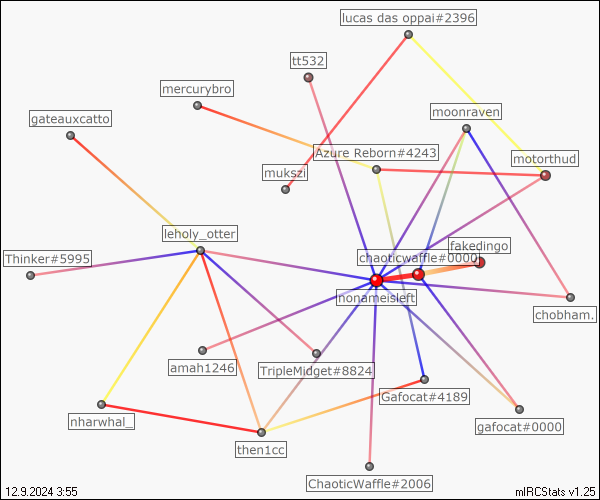 lucas das oppai#2396
tt532
mercurybro
moonraven
gateauxcatto
Azure Reborn#4243
motorthud
mukszi
leholy_otter
fakedingo
chaoticwaffle#0000
Thinker#5995
nonameisleft
chobham.
amah1246
TripleMidget#8824
Gafocat#4189
nharwhal_
gafocat#0000
then1cc
ChaoticWaffle#2006
12.9.2024 3:55
mIRCStats v1.25